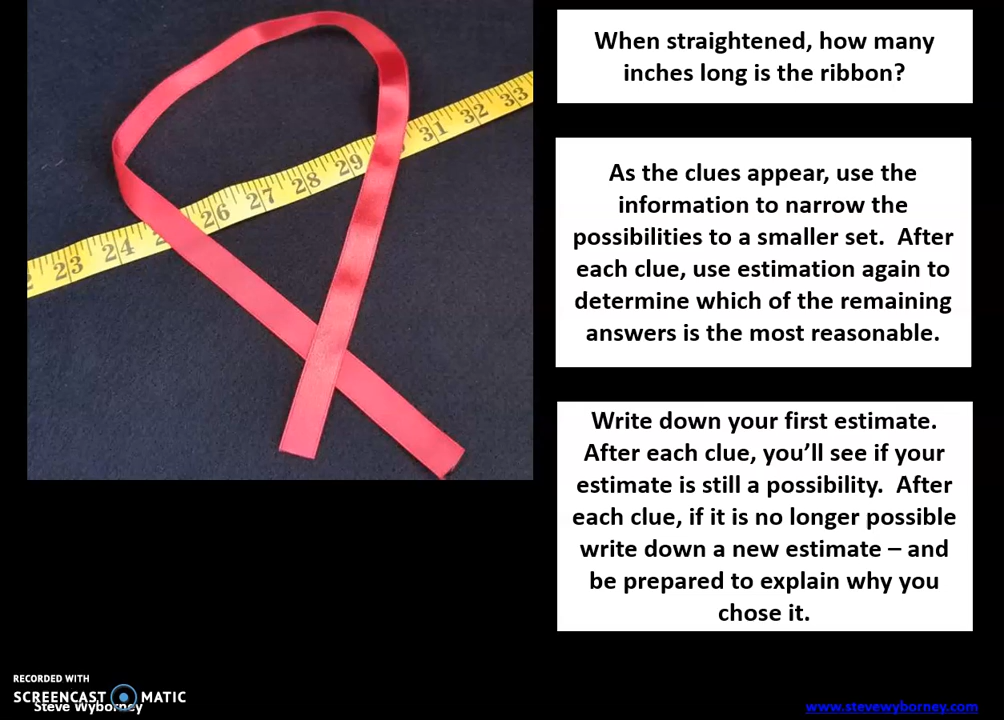 When straightened, how many
inches long is the ribbon?
As the clues appear, use the
information to narrow the
possibilities to a smaller set.  After
each clue, use estimation again to
determine which of the remaining
answers is the most reasonable.
Write down your first estimate.
After each clue, you’ll see if your
estimate is still a possibility.  After
each clue, if it is no longer possible
write down a new estimate – and
be prepared to explain why you
chose it.
23 24 26 27 28 29 31 32 33
RECORDED WITH
SCREENCAST MATIC
Steve Wyborney
www.stevewyborney.com